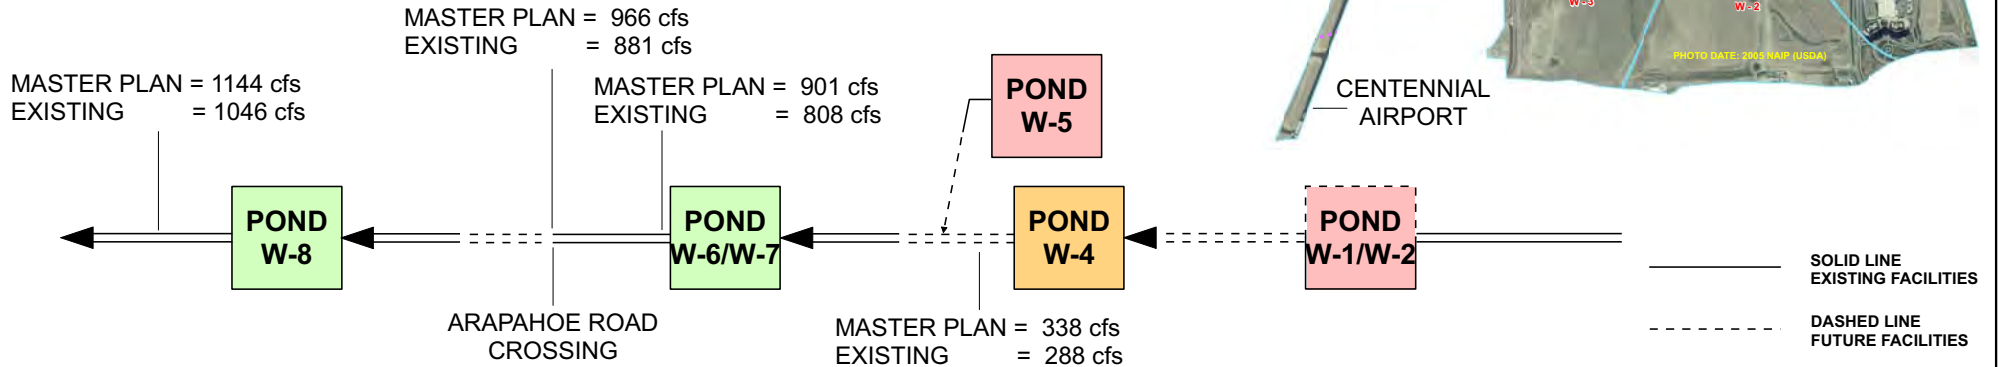 MASTER PLAN = 966 cfs
EXISTING = 881 cfs
MASTER PLAN = 1144 cfs
EXISTING = 1046 cfs
MASTER PLAN = 901 cfs
EXISTING = 808 cfs
POND
W-5
CENTENNIAL
AIRPORT
W-3
W-2
PHOTO DATE: 2005 NAIP (USDA)
POND
W-8
POND
W-6/W-7
POND
W-4
POND
W-1/W-2
ARAPAHOE ROAD
CROSSING
MASTER PLAN = 338 cfs
EXISTING = 288 cfs
SOLID LINE
EXISTING FACILITIES
DASHED LINE
FUTURE FACILITIES